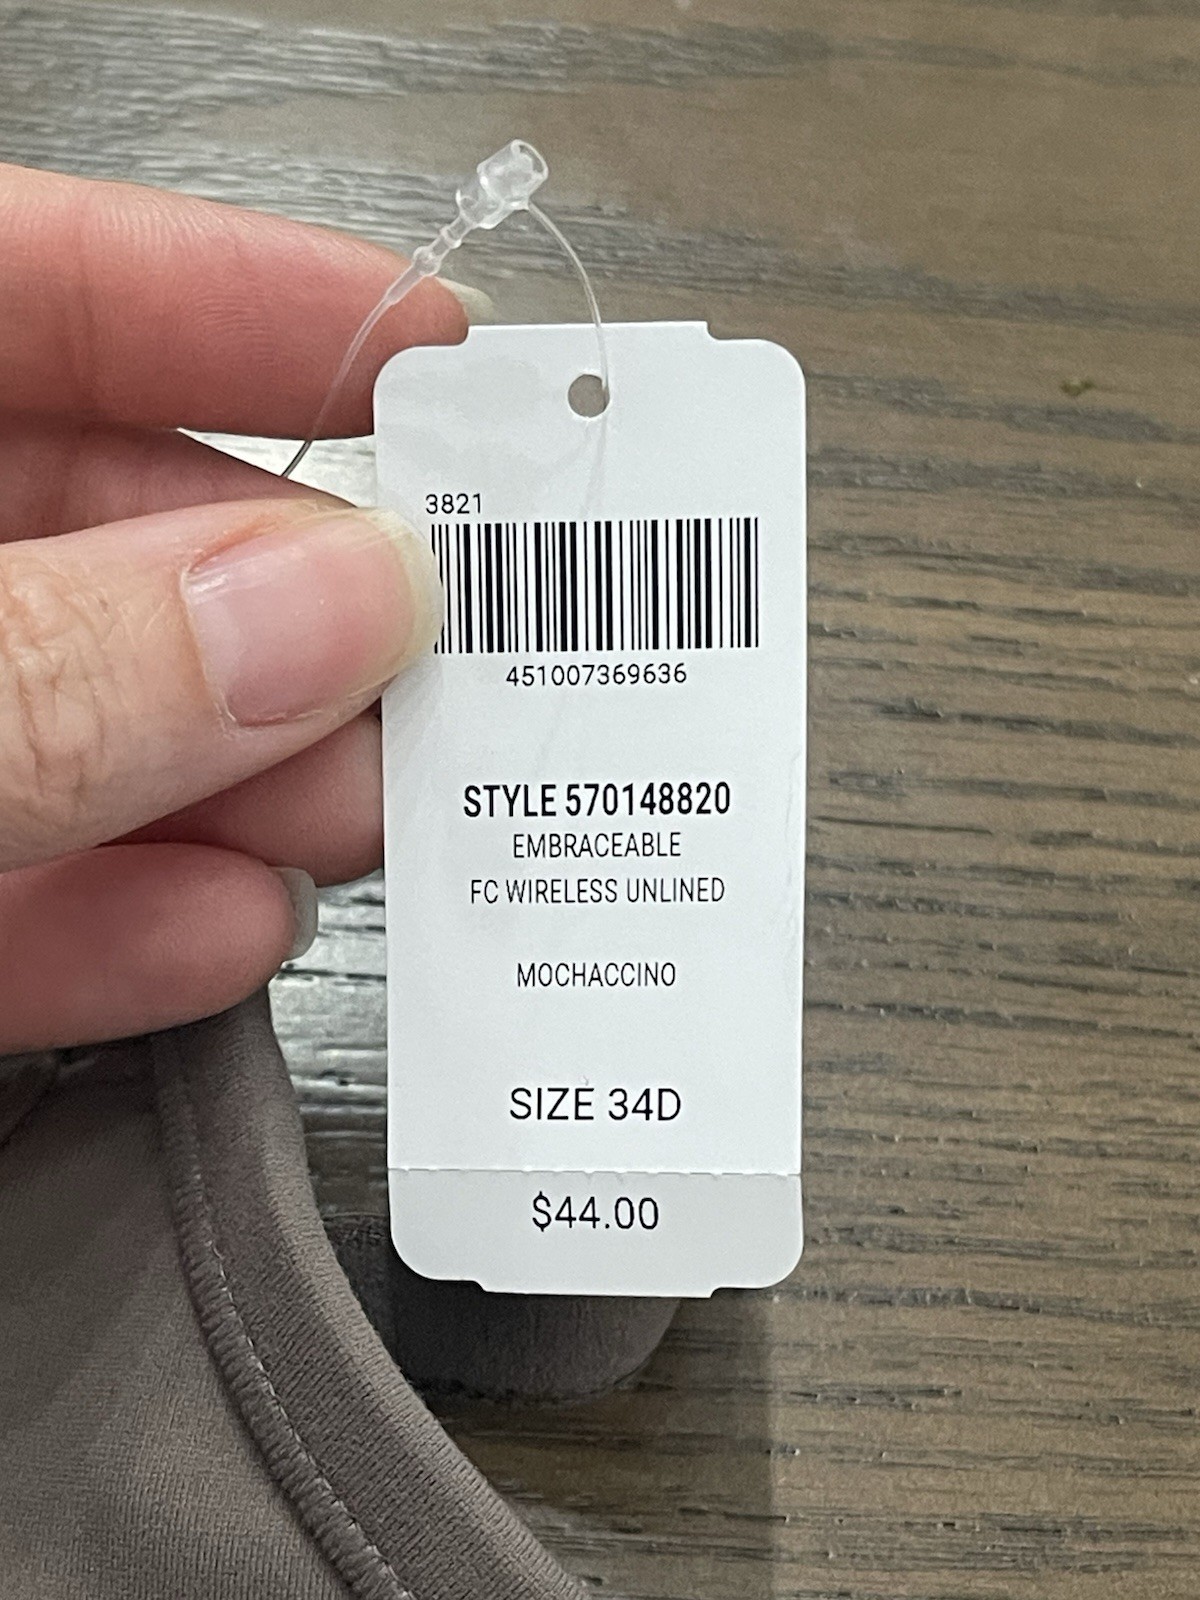 3821
451007369636
STYLE 570148820
EMBRACEABLE
FC WIRELESS UNLINED
MOCHACCINO
SIZE 34D
$44.00